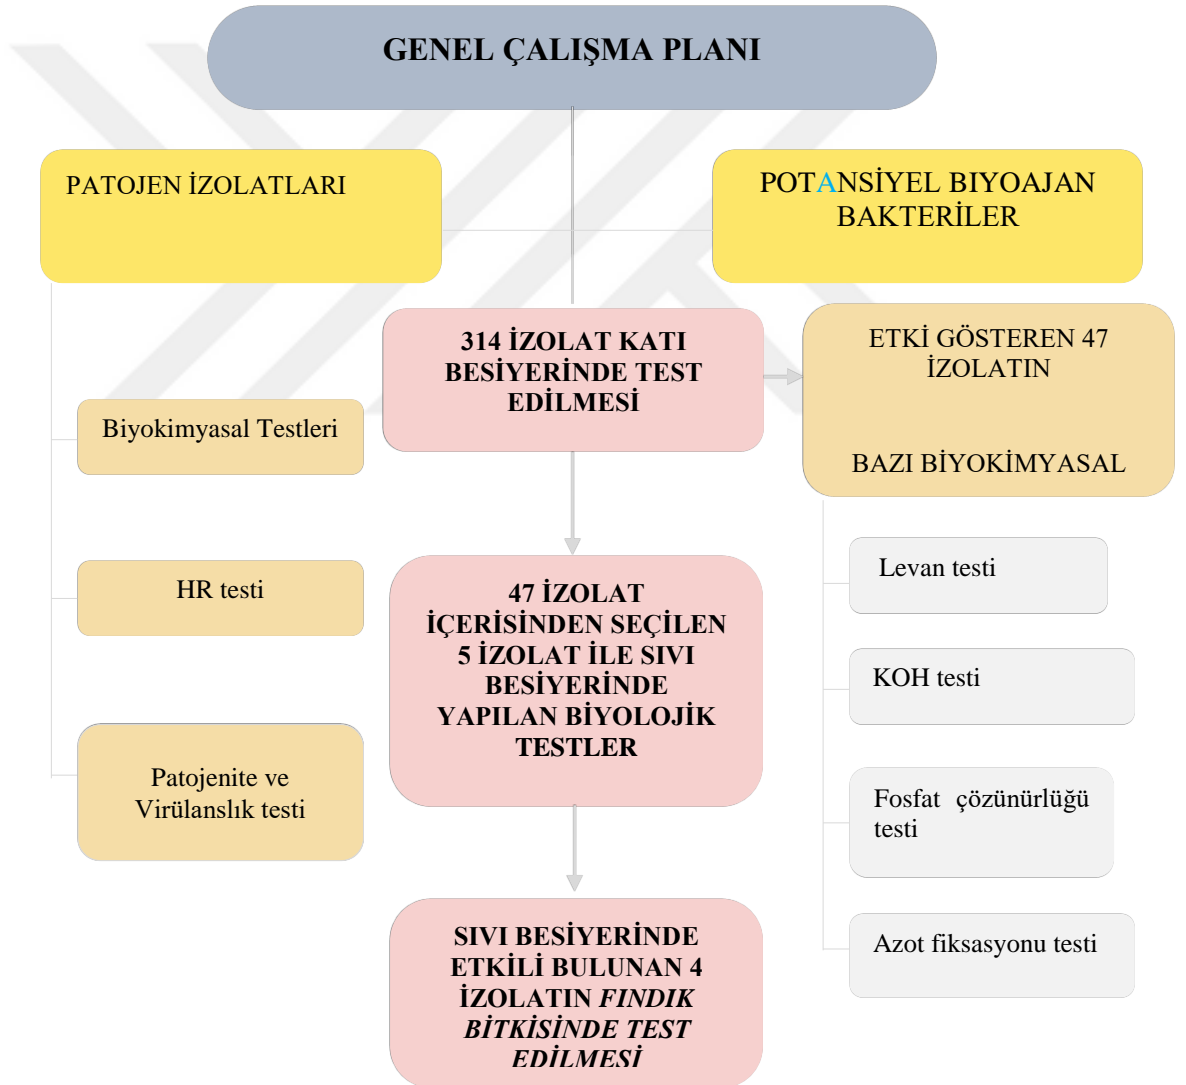 GENEL ÇALIŞMA PLANI
PATOJEN İZOLATLARI
POTANSİYEL BIYOAJAN
BAKTERİLER
314 İZOLAT KATI
BESİYERİNDE TEST
EDİLMESİ
ETKİ GÖSTEREN 47
İZOLATIN
BAZI BİYOKİMYASAL
Biyokimyasal Testleri
HR testi
Patojenite ve
Virülanslık testi
47 İZOLAT
İÇERİSİNDEN SEÇİLEN
5 İZOLAT İLE SIVI
BESİYERİNDE
YAPILAN BİYOLOJİK
TESTLER
Levan testi
KOH testi
Fosfat çözünürlüğü
testi
Azot fiksasyonu testi
SIVI BESİYERİNDE
ETKİLİ BULUNAN 4
İZOLATIN FINDIK
BİTKİSİNDE TEST
EDİLMESİ